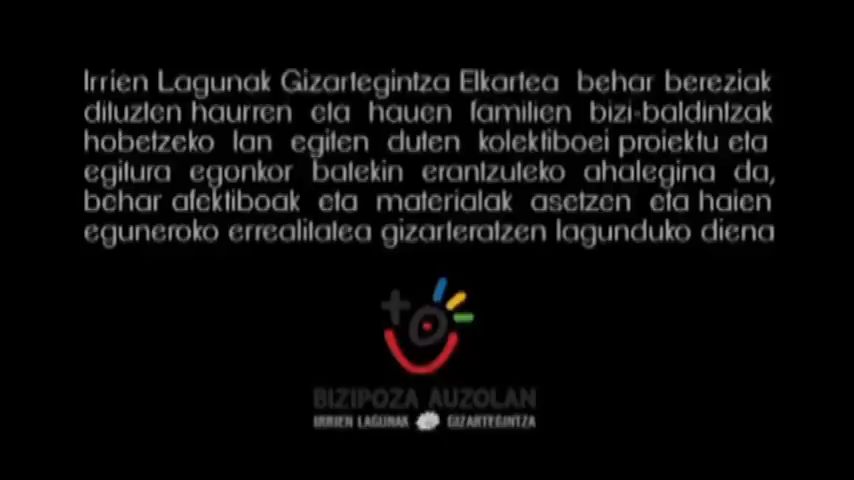 Irrien Lagunak Gizartegintza Elkartea behar bereziak
dituzten haurren eta hauen familien bizi-baldintzak
hobetzeko lan egiten duten kolektiboei proiektu eta
egitura egonkor batekin erantzuteko ahalegina da,
behar afektiboak eta materialak asetzen eta haien
eguneroko errealitatea gizarteratzen lagunduko diena
BIZIPOZA AUZOLAN
IRRIEN LAGUNAK GIZARTEGINTZA